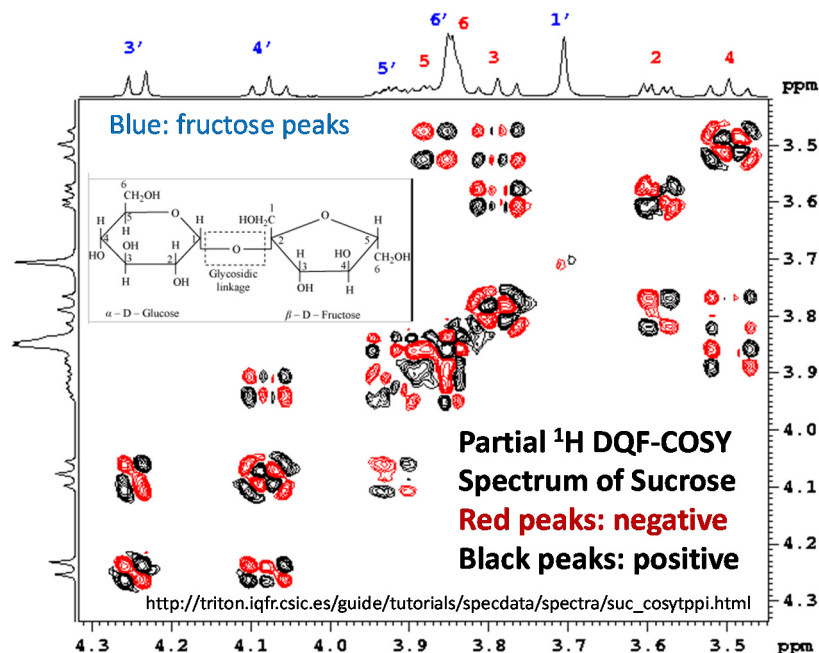 6' 6
3' 4' 5' 5 3 1' 2 4
ppm
Blue: fructose peaks
3.5
3.6
3.7
3.8
3.9
4.0
4.1
4.2
4.3
6
CH₂OH
5
O
H
H
4
1
HO
OH
H
H
3
2
H
OH
O
Glycosidic
linkage
1
HOH₂C
O
2
5
H
HO
CH₂OH
3
4
6
OH
H
α – D – Glucose
β – D – Fructose
Partial ¹H DQF-COSY
Spectrum of Sucrose
Red peaks: negative
Black peaks: positive
http://triton.iqfr.csic.es/guide/tutorials/specdata/spectra/suc_cosytppi.html
4.3 4.2 4.1 4.0 3.9 3.8 3.7 3.6 3.5 ppm